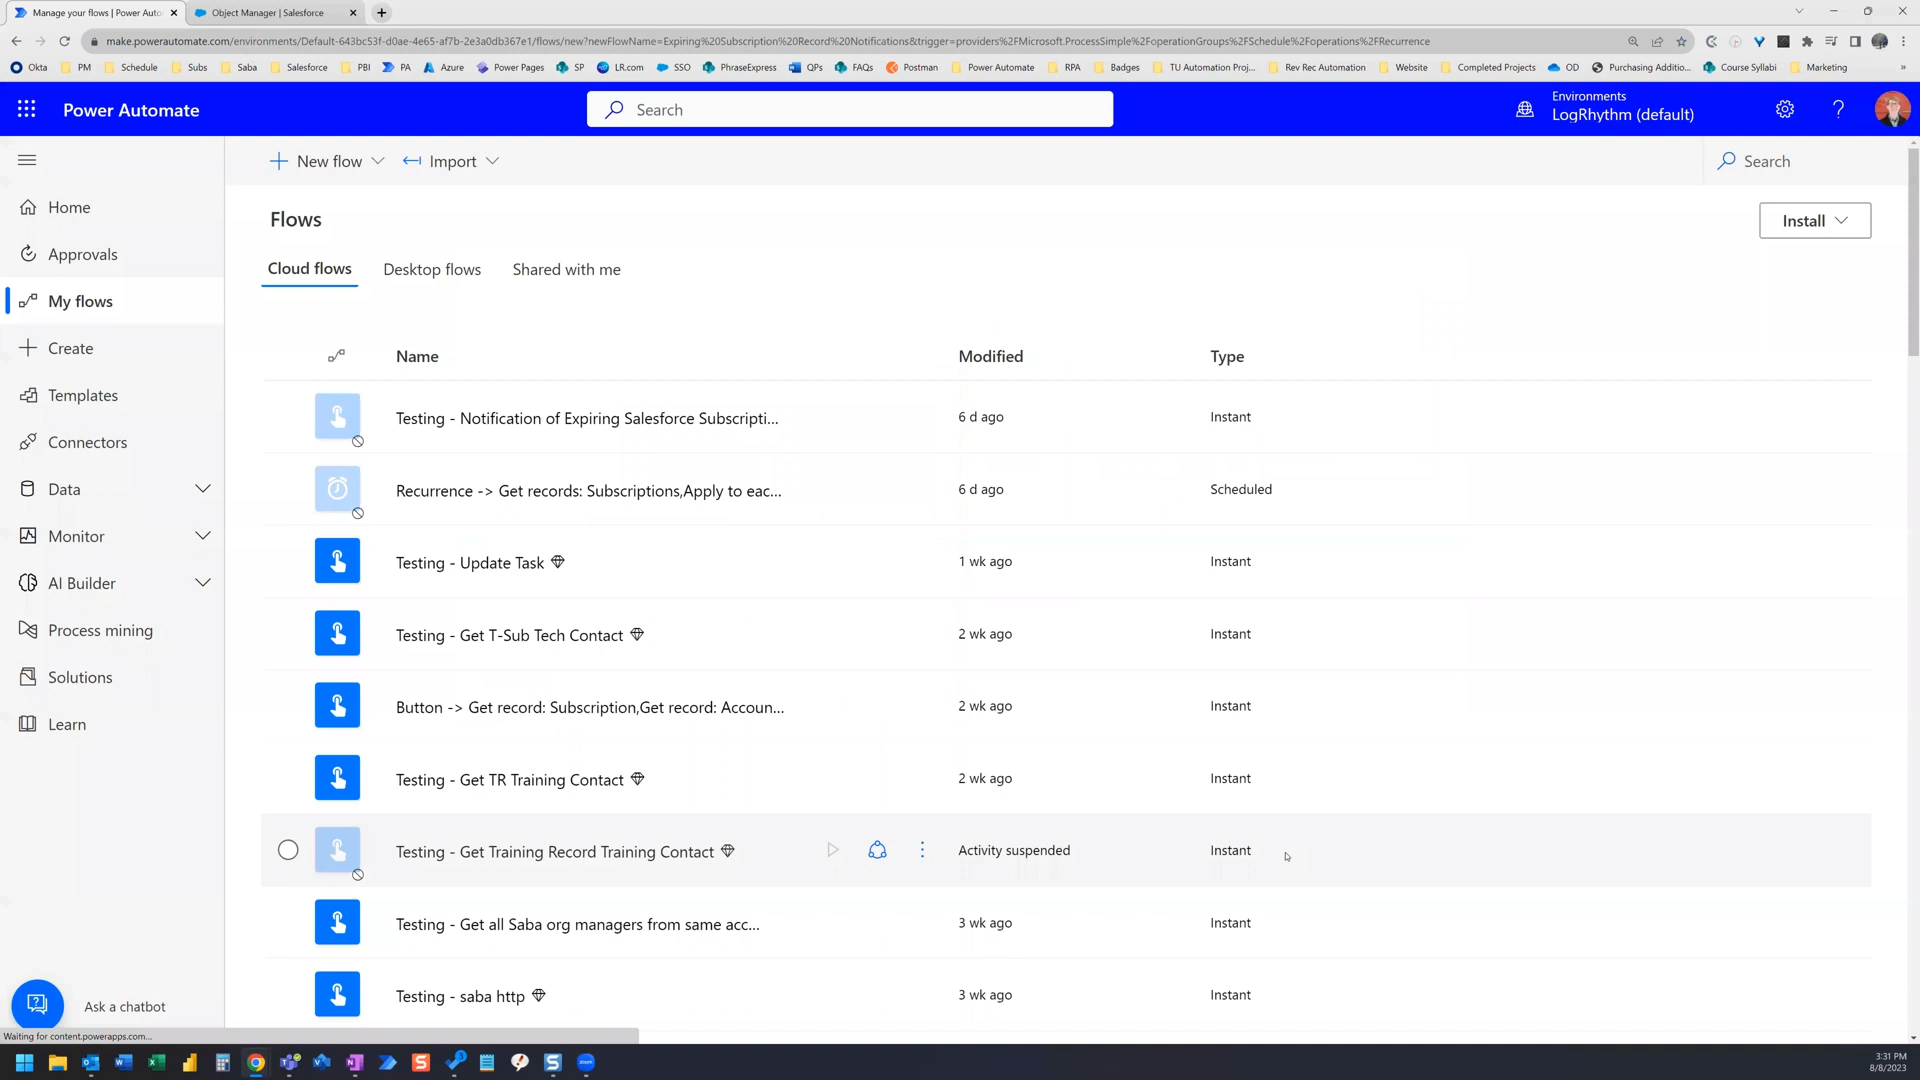 Manage your flows | Power Auto
Object Manager | Salesforce
make.powerautomate.com/environments/Default-643bc53f-d0ae-4e65-af7b-2e3a0db367e1/flows/new?newFlowName=Expiring%20Subscription%20Record%20Notifications&trigger=providers%2FMicrosoft.ProcessSimple%2FoperationGroups%2FSchedule%2Foperations%2FRecurrence
Okta PM Schedule Subs Saba Salesforce PBI PA Azure Power Pages SP LR.com SSO PhraseExpress QPs FAQs Postman Power Automate RPA Badges TU Automation Proj... Rev Rec Automation Website Completed Projects OD Purchasing Additio... Course Syllabi Marketing »
Power Automate
Search
Environments
LogRhythm (default)
New flow
Import
Search
Home
Approvals
My flows
Create
Templates
Connectors
Data
Monitor
AI Builder
Process mining
Solutions
Learn
Ask a chatbot
Flows
Install
Cloud flows Desktop flows Shared with me
Name Modified Type
Testing - Notification of Expiring Salesforce Subscripti... 6 d ago Instant
Recurrence -> Get records: Subscriptions,Apply to eac... 6 d ago Scheduled
Testing - Update Task 1 wk ago Instant
Testing - Get T-Sub Tech Contact 2 wk ago Instant
Button -> Get record: Subscription,Get record: Accoun... 2 wk ago Instant
Testing - Get TR Training Contact 2 wk ago Instant
Testing - Get Training Record Training Contact Activity suspended Instant
Testing - Get all Saba org managers from same acc... 3 wk ago Instant
Testing - saba http 3 wk ago Instant
Waiting for content.powerapps.com...
3:31 PM
8/8/2023